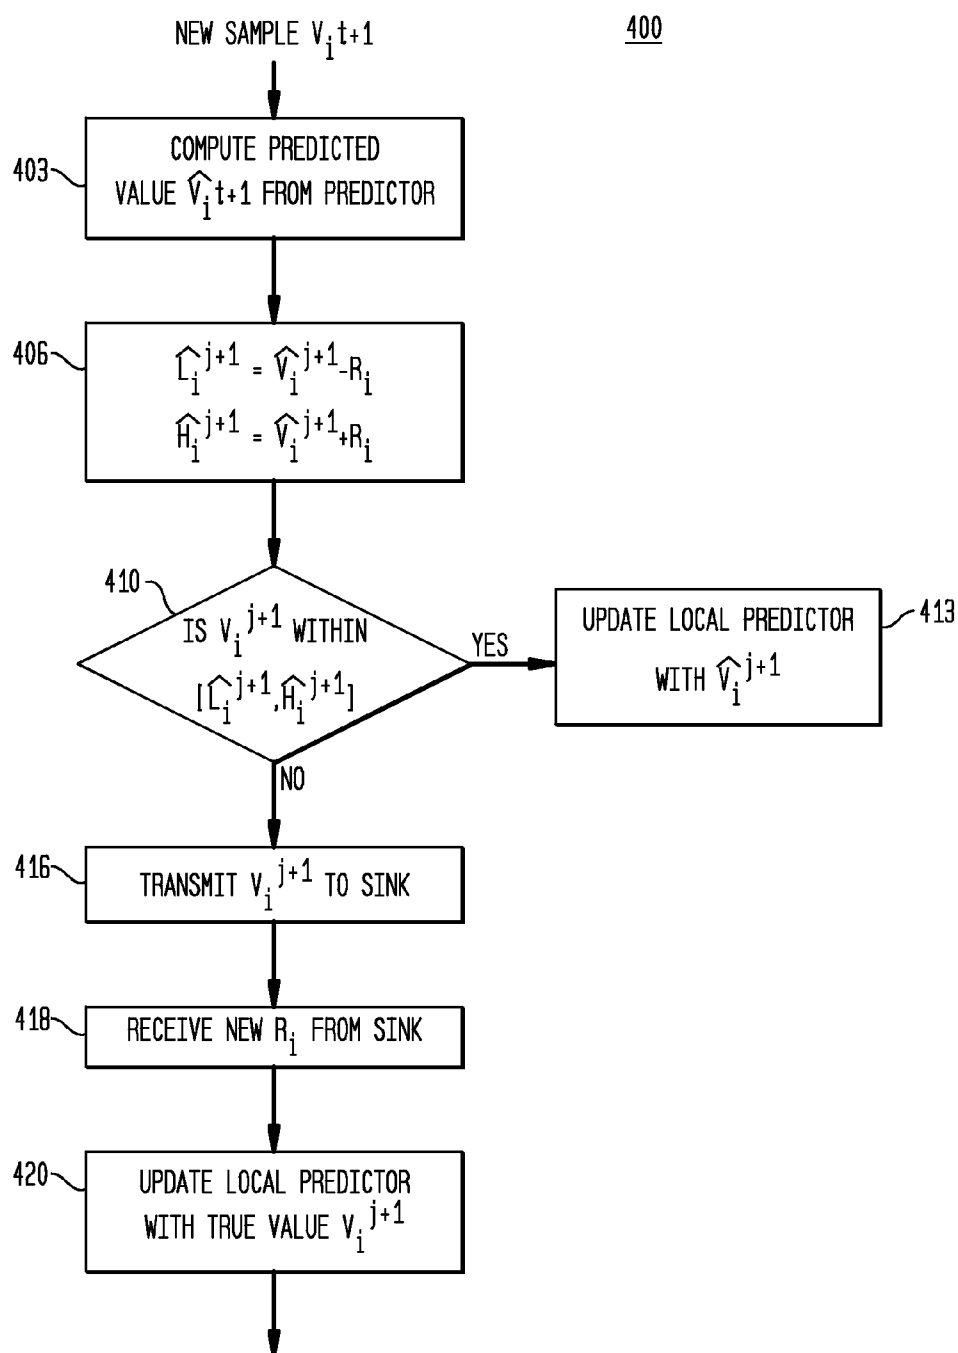 NEW SAMPLE V_i t+1
400
403
COMPUTE PREDICTED
VALUE V̂_i t+1 FROM PREDICTOR
406
L̂_i^j+1 = V̂_i^j+1 - R_i
Ĥ_i^j+1 = V̂_i^j+1 + R_i
410
IS V_i^j+1 WITHIN
[L̂_i^j+1, Ĥ_i^j+1]
YES
UPDATE LOCAL PREDICTOR
WITH V̂_i^j+1
413
NO
416
TRANSMIT V_i^j+1 TO SINK
418
RECEIVE NEW R_i FROM SINK
420
UPDATE LOCAL PREDICTOR
WITH TRUE VALUE V_i^j+1